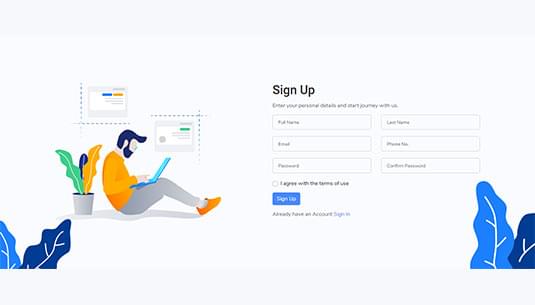 Sign Up
Enter your personal details and start journey with us.
Full Name
Last Name
Email
Phone No.
Password
Confirm Password
I agree with the terms of use
Sign Up
Already have an Account Sign In